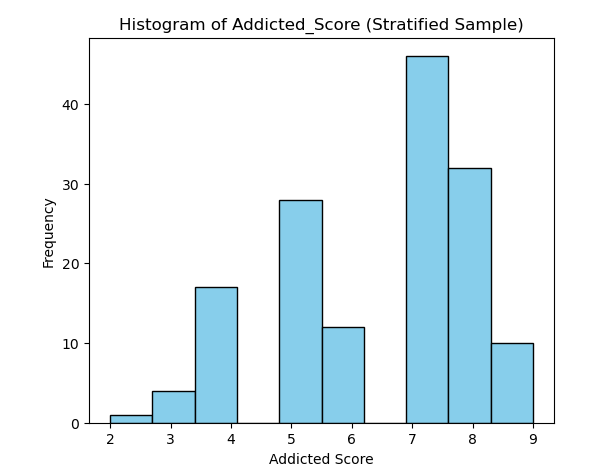 Histogram of Addicted_Score (Stratified Sample)
Frequency
40
30
20
10
0
2 3 4 5 6 7 8 9
Addicted Score